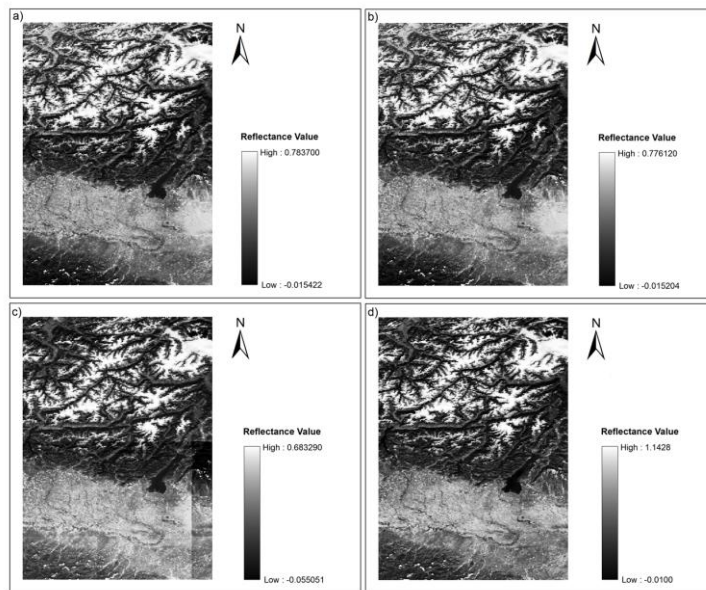 a)
N
Reflectance Value
High : 0.783700
Low : -0.015422
b)
N
Reflectance Value
High : 0.776120
Low : -0.015204
c)
N
Reflectance Value
High : 0.683290
Low : -0.055051
d)
N
Reflectance Value
High : 1.1428
Low : -0.0100